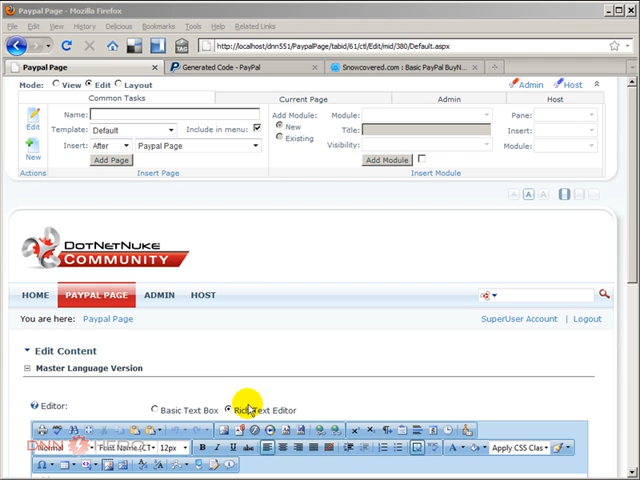 Paypal Page - Mozilla Firefox
File Edit View History Delicious Bookmarks Tools Help Related Links
TAG
http://localhost/dnn551/PaypalPage/tabid/61/ctl/Edit/mid/380/Default.aspx
Paypal Page
Generated Code - PayPal
Snowcovered.com : Basic PayPal BuyN...
Mode: View Edit Layout
Admin Host
Common Tasks Current Page Admin Host
Edit
New
Actions
Name:
Template: Default Include in menu:
Insert: After Paypal Page
Add Page
Insert Page
Add Module: New Existing
Module:
Title:
Visibility:
Add Module
Pane:
Insert:
Module:
Insert Module
A A A
DOTNETNUKE
COMMUNITY
HOME PAYPAL PAGE ADMIN HOST
You are here: Paypal Page SuperUser Account | Logout
Edit Content
Master Language Version
Editor: Basic Text Box Rich Text Editor
Normal Font Name (CT 12px B I U abc Apply CSS Clas
DNN HERO